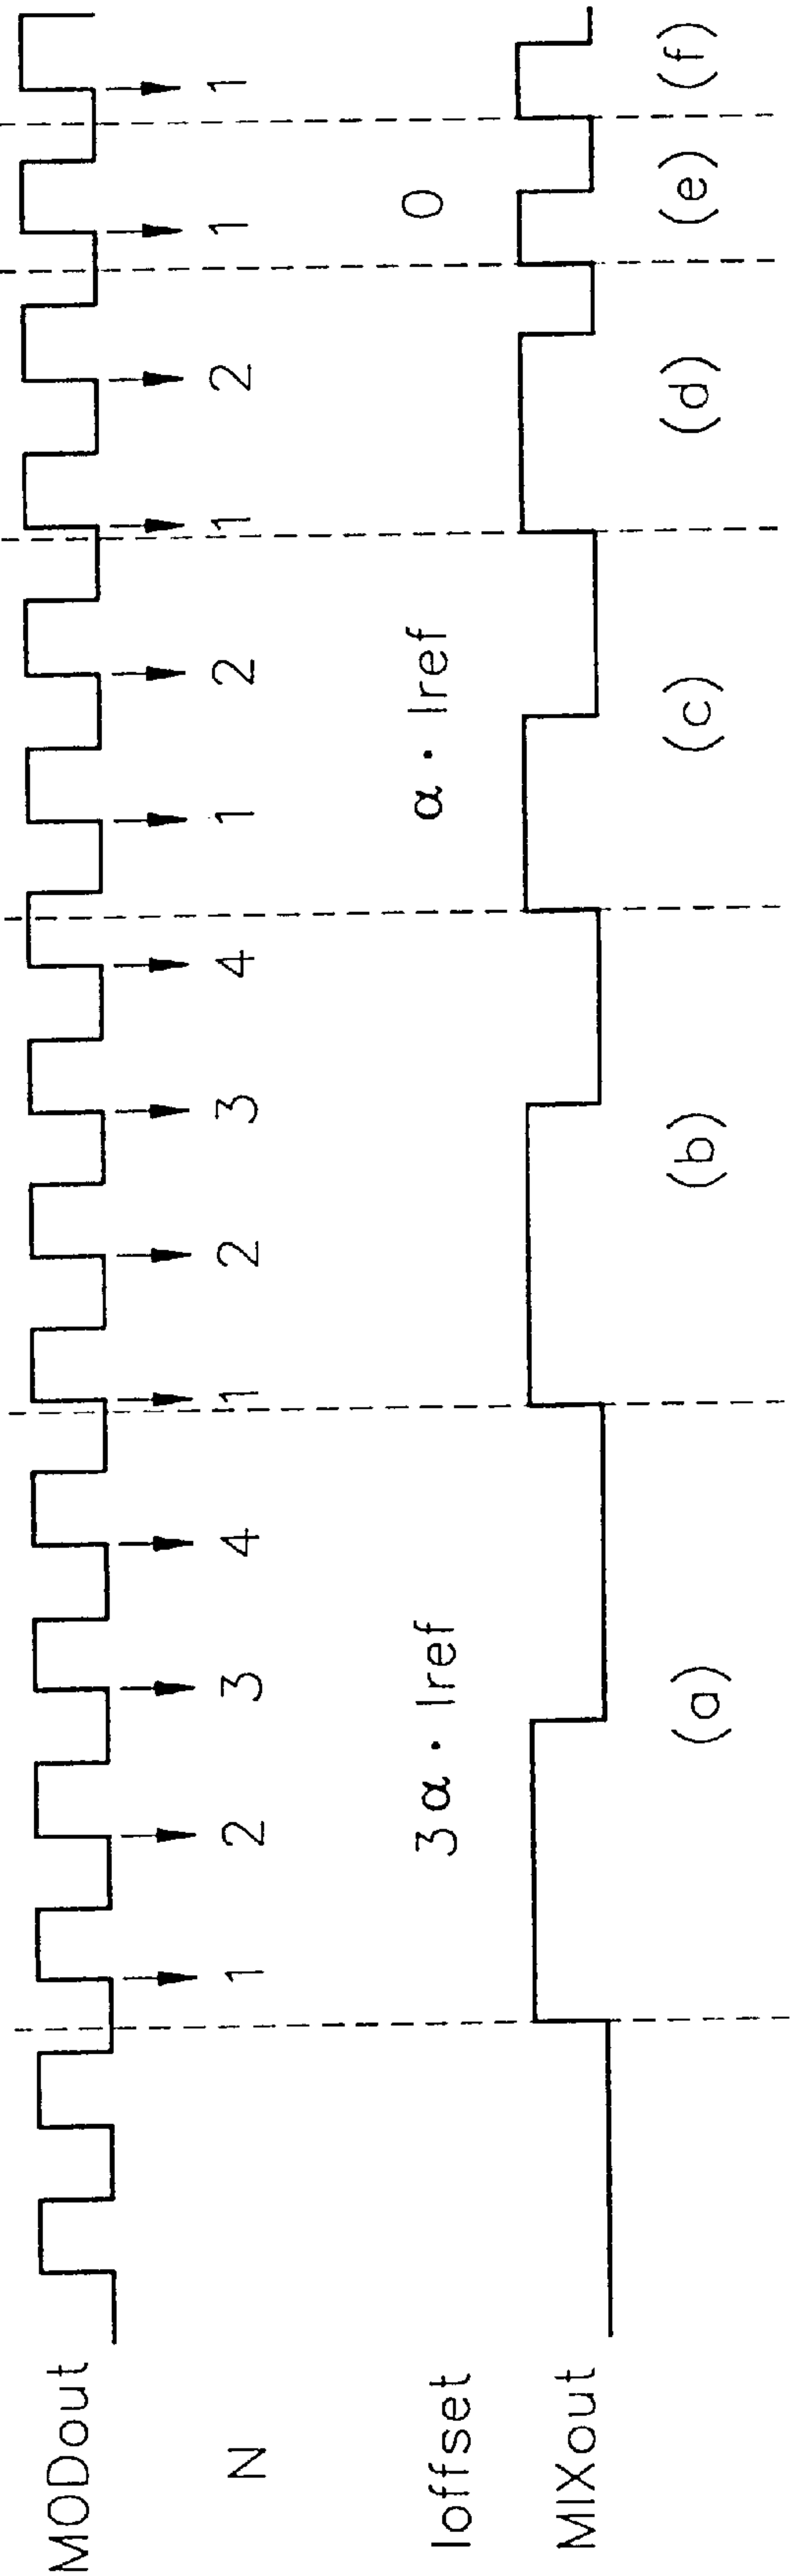 MODout
N 1 2 3 4 1 2 3 4 1 2 1 2 1 1
Ioffset 3α · Iref α · Iref 0
MIXout
(a) (b) (c) (d) (e) (f)